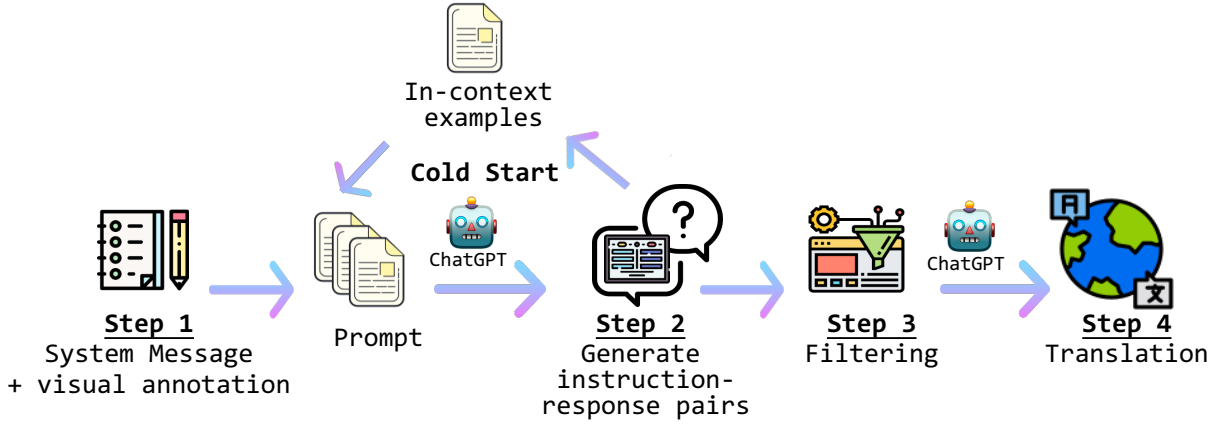 In-context
examples
Cold Start
ChatGPT
ChatGPT
Step 1
System Message
+ visual annotation
Prompt
Step 2
Generate
instruction-
response pairs
Step 3
Filtering
Step 4
Translation
?
A
文